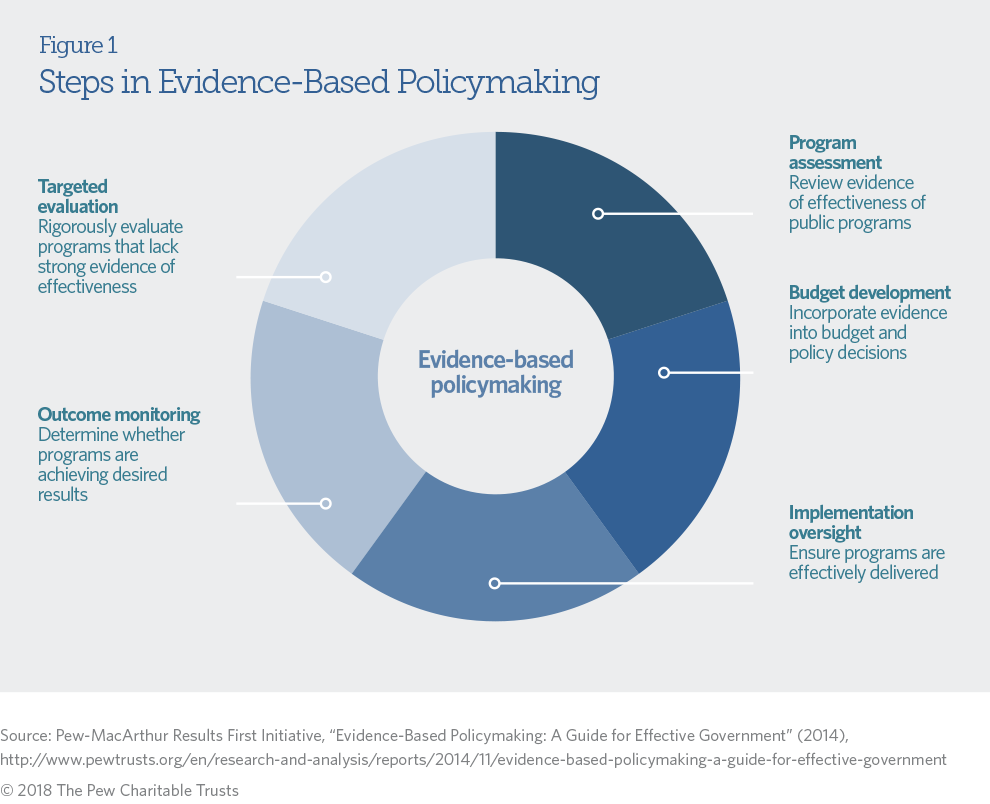 Figure 1
Steps in Evidence-Based Policymaking
Program
assessment
Review evidence
of effectiveness of
public programs
Budget development
Incorporate evidence
into budget and
policy decisions
Implementation
oversight
Ensure programs are
effectively delivered
Outcome monitoring
Determine whether
programs are
achieving desired
results
Targeted
evaluation
Rigorously evaluate
programs that lack
strong evidence of
effectiveness
Evidence-based
policymaking
Source: Pew-MacArthur Results First Initiative, “Evidence-Based Policymaking: A Guide for Effective Government” (2014),
http://www.pewtrusts.org/en/research-and-analysis/reports/2014/11/evidence-based-policymaking-a-guide-for-effective-government
© 2018 The Pew Charitable Trusts